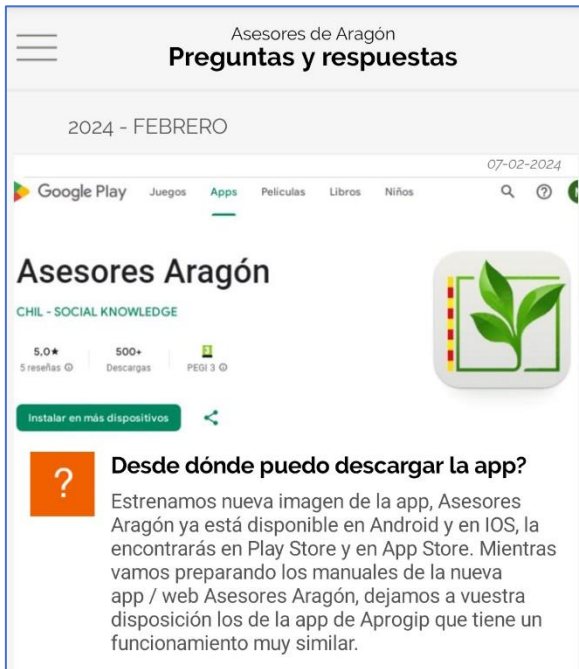 Asesores de Aragón
Preguntas y respuestas
2024 - FEBRERO
07-02-2024
Google Play Juegos Apps Películas Libros Niños
Asesores Aragón
CHIL - SOCIAL KNOWLEDGE
5,0★ 500+ 3
5 reseñas Descargas PEGI 3
Instalar en más dispositivos
? Desde dónde puedo descargar la app?
Estrenamos nueva imagen de la app, Asesores
Aragón ya está disponible en Android y en IOS, la
encontrarás en Play Store y en App Store. Mientras
vamos preparando los manuales de la nueva
app / web Asesores Aragón, dejamos a vuestra
disposición los de la app de Aprogip que tiene un
funcionamiento muy similar.